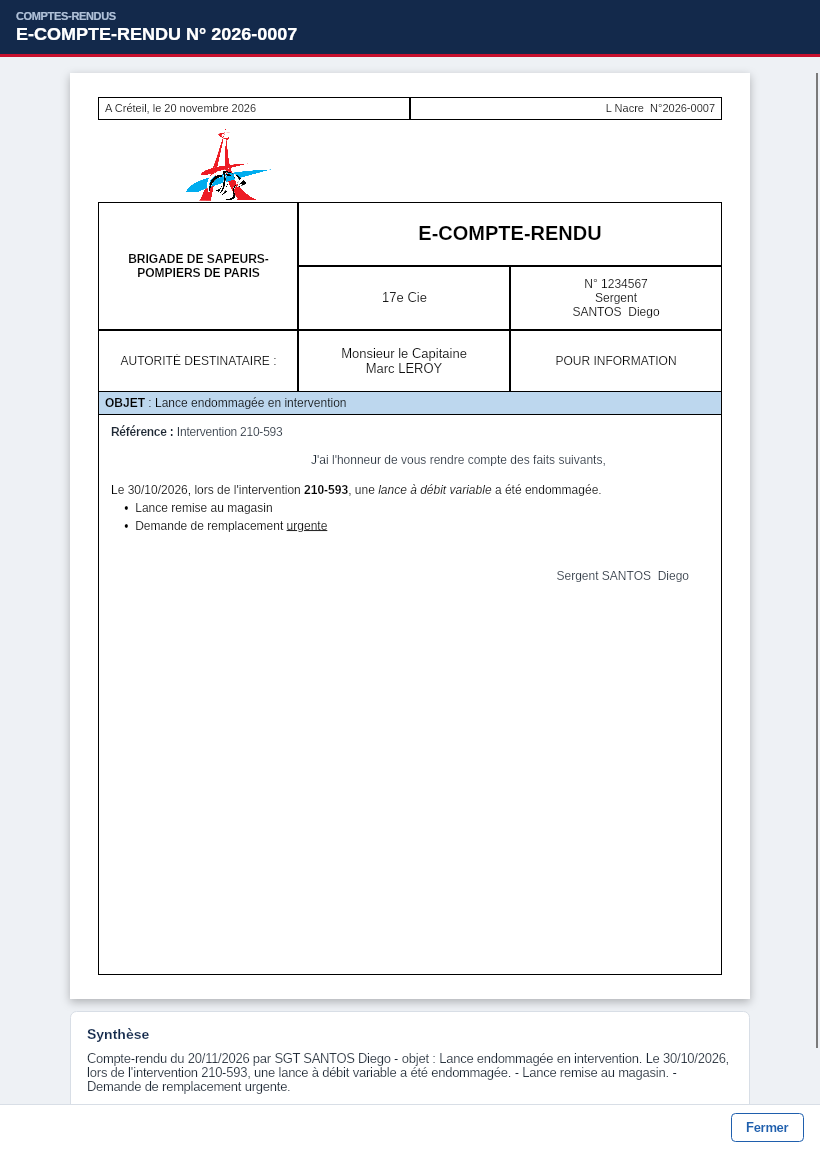 COMPTES-RENDUS
E-COMPTE-RENDU N° 2026-0007
A Créteil, le 20 novembre 2026
L Nacre  N°2026-0007
BRIGADE DE SAPEURS-
POMPIERS DE PARIS
E-COMPTE-RENDU
17e Cie
N° 1234567
Sergent
SANTOS  Diego
AUTORITÉ DESTINATAIRE :
Monsieur le Capitaine
Marc LEROY
POUR INFORMATION
OBJET : Lance endommagée en intervention
Référence : Intervention 210-593
J'ai l'honneur de vous rendre compte des faits suivants,
Le 30/10/2026, lors de l'intervention 210-593, une lance à débit variable a été endommagée.
• Lance remise au magasin
• Demande de remplacement urgente
Sergent SANTOS  Diego
Synthèse
Compte-rendu du 20/11/2026 par SGT SANTOS Diego - objet : Lance endommagée en intervention. Le 30/10/2026,
lors de l'intervention 210-593, une lance à débit variable a été endommagée. - Lance remise au magasin. -
Demande de remplacement urgente.
Fermer